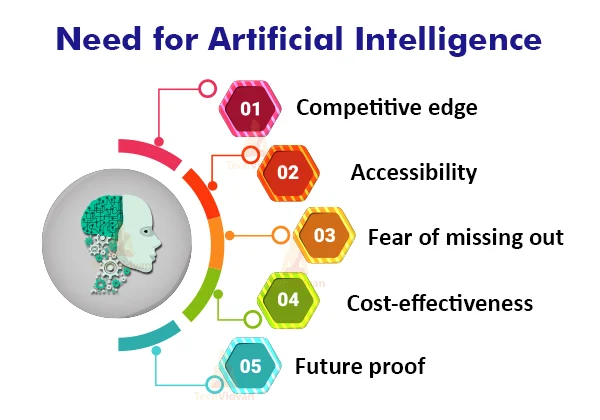 Need for Artificial Intelligence
01
Competitive edge
02
Accessibility
03
Fear of missing out
04
Cost-effectiveness
05
Future proof